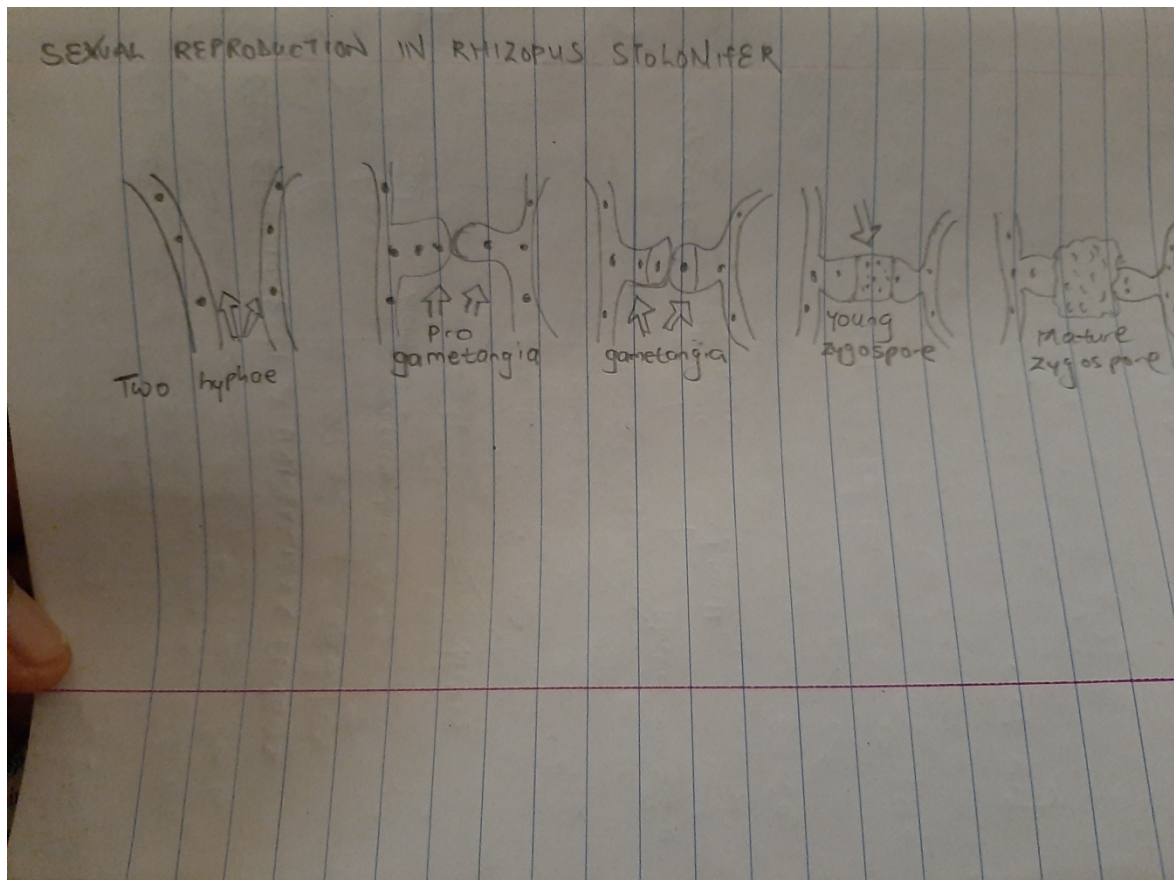 SEXUAL REPRODUCTION IN RHIZOPUS STOLONIFER
Two hyphae
Pro
gametangia
gametangia
young
zygospore
mature
zygospore